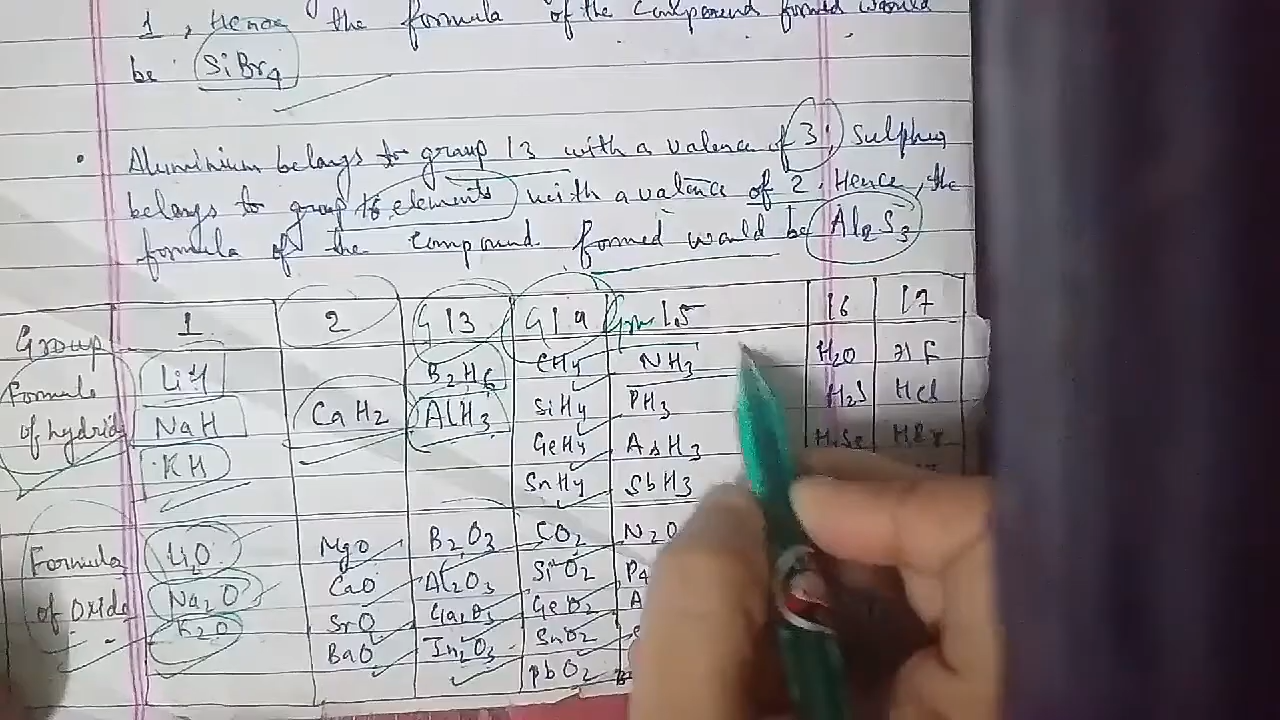 1, Hence the formula of the Compound formed would
be SiBr4
• Aluminium belongs to group 13 with a valence of 3; Sulphur
belongs to group 16 elements with a valence of 2. Hence, the
formula of the compound formed would be Al2S3
Group 1 2 G13 G14 15 16 17
Formula of hydride
LiH
NaH
KH
CaH2
B2H6
AlH3
CH4
SiH4
GeH4
SnH4
NH3
PH3
AsH3
SbH3
H2O
H2S
H2Se
HF
HCl
HBr
Formula of oxide
Li2O
Na2O
K2O
MgO
CaO
SrO
BaO
B2O3
Al2O3
Ga2O3
In2O3
CO2
SiO2
GeO2
SnO2
PbO2
N2O
P4
A